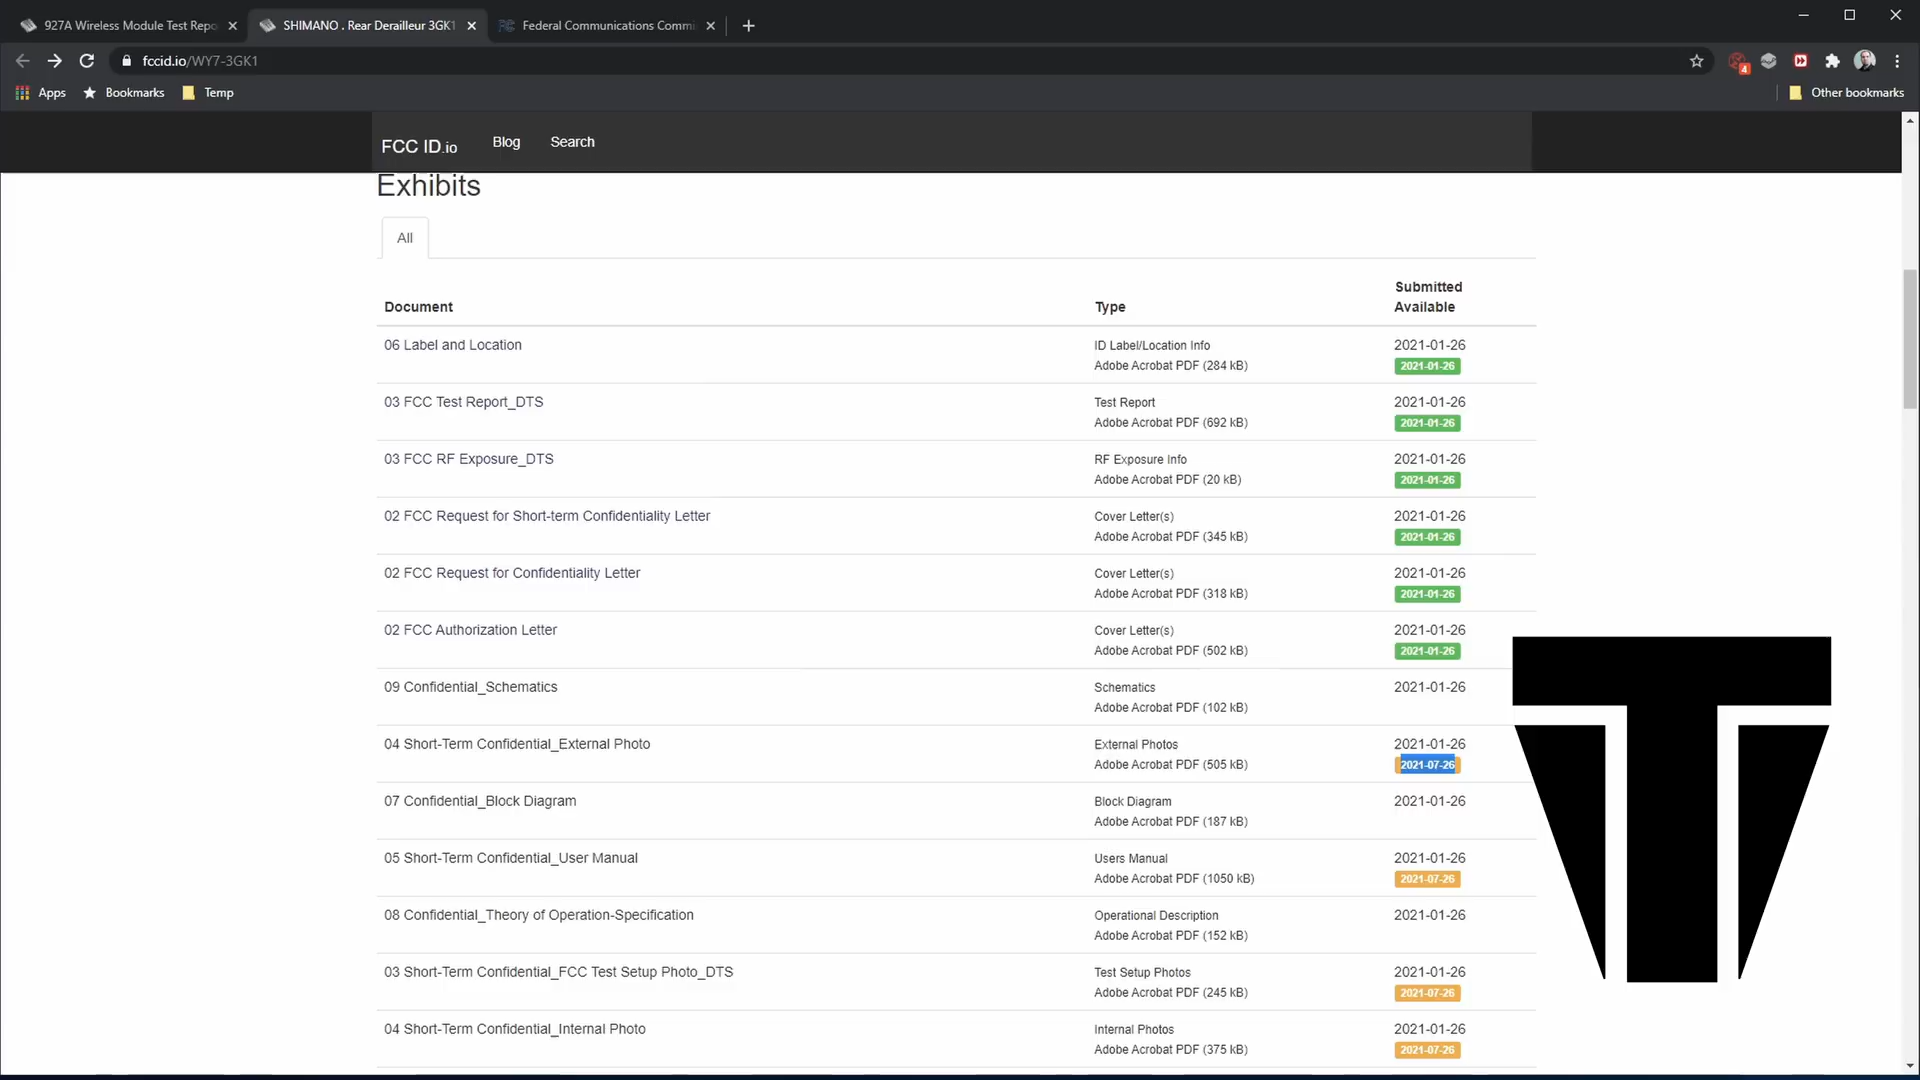 927A Wireless Module Test Repo
SHIMANO . Rear Derailleur 3GK1
Federal Communications Commi
fccid.io/WY7-3GK1
4
Apps
Bookmarks
Temp
Other bookmarks
FCC ID.io
Blog
Search
Exhibits
All
Document
Type
Submitted
Available
06 Label and Location
ID Label/Location Info
Adobe Acrobat PDF (284 kB)
2021-01-26
2021-01-26
03 FCC Test Report_DTS
Test Report
Adobe Acrobat PDF (692 kB)
2021-01-26
2021-01-26
03 FCC RF Exposure_DTS
RF Exposure Info
Adobe Acrobat PDF (20 kB)
2021-01-26
2021-01-26
02 FCC Request for Short-term Confidentiality Letter
Cover Letter(s)
Adobe Acrobat PDF (345 kB)
2021-01-26
2021-01-26
02 FCC Request for Confidentiality Letter
Cover Letter(s)
Adobe Acrobat PDF (318 kB)
2021-01-26
2021-01-26
02 FCC Authorization Letter
Cover Letter(s)
Adobe Acrobat PDF (502 kB)
2021-01-26
2021-01-26
09 Confidential_Schematics
Schematics
Adobe Acrobat PDF (102 kB)
2021-01-26
04 Short-Term Confidential_External Photo
External Photos
Adobe Acrobat PDF (505 kB)
2021-01-26
2021-07-26
07 Confidential_Block Diagram
Block Diagram
Adobe Acrobat PDF (187 kB)
2021-01-26
05 Short-Term Confidential_User Manual
Users Manual
Adobe Acrobat PDF (1050 kB)
2021-01-26
2021-07-26
08 Confidential_Theory of Operation-Specification
Operational Description
Adobe Acrobat PDF (152 kB)
2021-01-26
03 Short-Term Confidential_FCC Test Setup Photo_DTS
Test Setup Photos
Adobe Acrobat PDF (245 kB)
2021-01-26
2021-07-26
04 Short-Term Confidential_Internal Photo
Internal Photos
Adobe Acrobat PDF (375 kB)
2021-01-26
2021-07-26